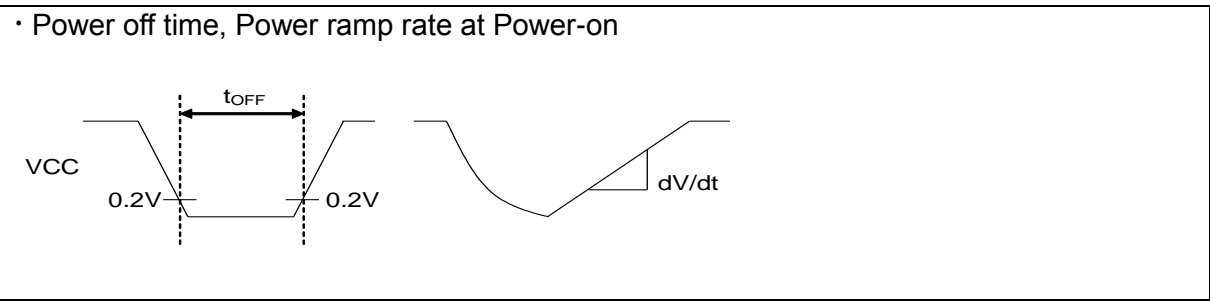 ・Power off time, Power ramp rate at Power-on
tOFF
VCC
0.2V
0.2V
dV/dt